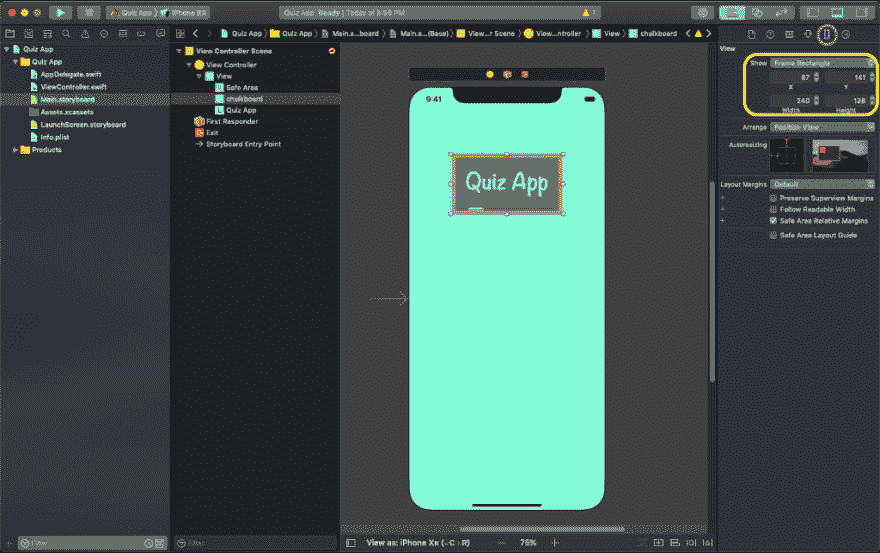 Quiz App
iPhone XR
Quiz App: Ready | Today at 8:56 PM
Quiz App
Quiz App
Main.s...board
Main.s...(Base)
View...r Scene
View...ntroller
View
chalkboard
Quiz App
Quiz App
AppDelegate.swift
ViewController.swift
Main.storyboard
Assets.xcassets
LaunchScreen.storyboard
Info.plist
Products
View Controller Scene
View Controller
View
Safe Area
chalkboard
Quiz App
First Responder
Exit
Storyboard Entry Point
9:41
Quiz App
View
Show Frame Rectangle
87 141
X Y
240 128
Width Height
Arrange Position View
Autoresizing
Layout Margins Default
Preserve Superview Margins
Follow Readable Width
Safe Area Relative Margins
Safe Area Layout Guide
Filter
Filter
View as: iPhone XR (wC hR)
75%